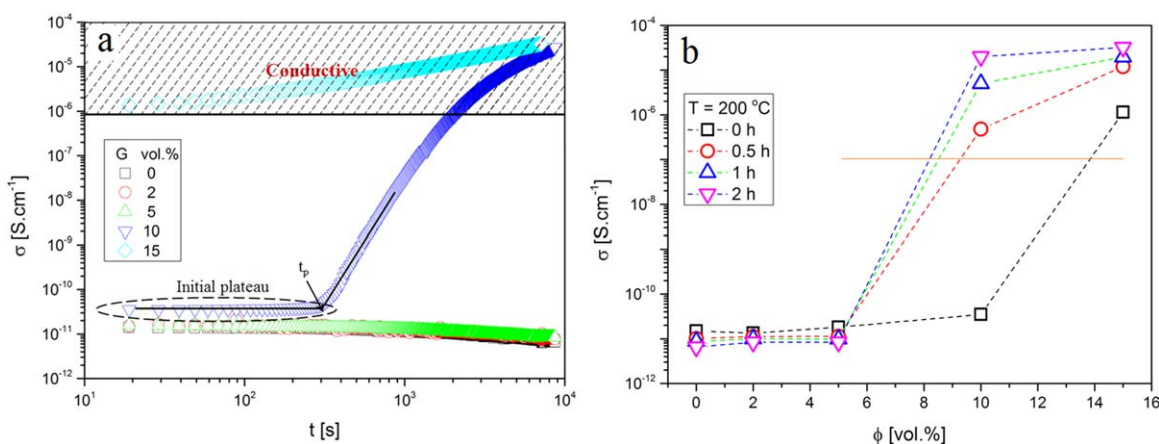 a
Conductive
G vol.%
0
2
5
10
15
Initial plateau
t_p
σ [S.cm⁻¹]
10⁻⁴
10⁻⁵
10⁻⁶
10⁻⁷
10⁻⁸
10⁻⁹
10⁻¹⁰
10⁻¹¹
10⁻¹²
10¹ 10² 10³ 10⁴
t [s]
b
T = 200 °C
0 h
0.5 h
1 h
2 h
σ [S.cm⁻¹]
10⁻⁴
10⁻⁶
10⁻⁸
10⁻¹⁰
10⁻¹²
0 2 4 6 8 10 12 14 16
ϕ [vol.%]